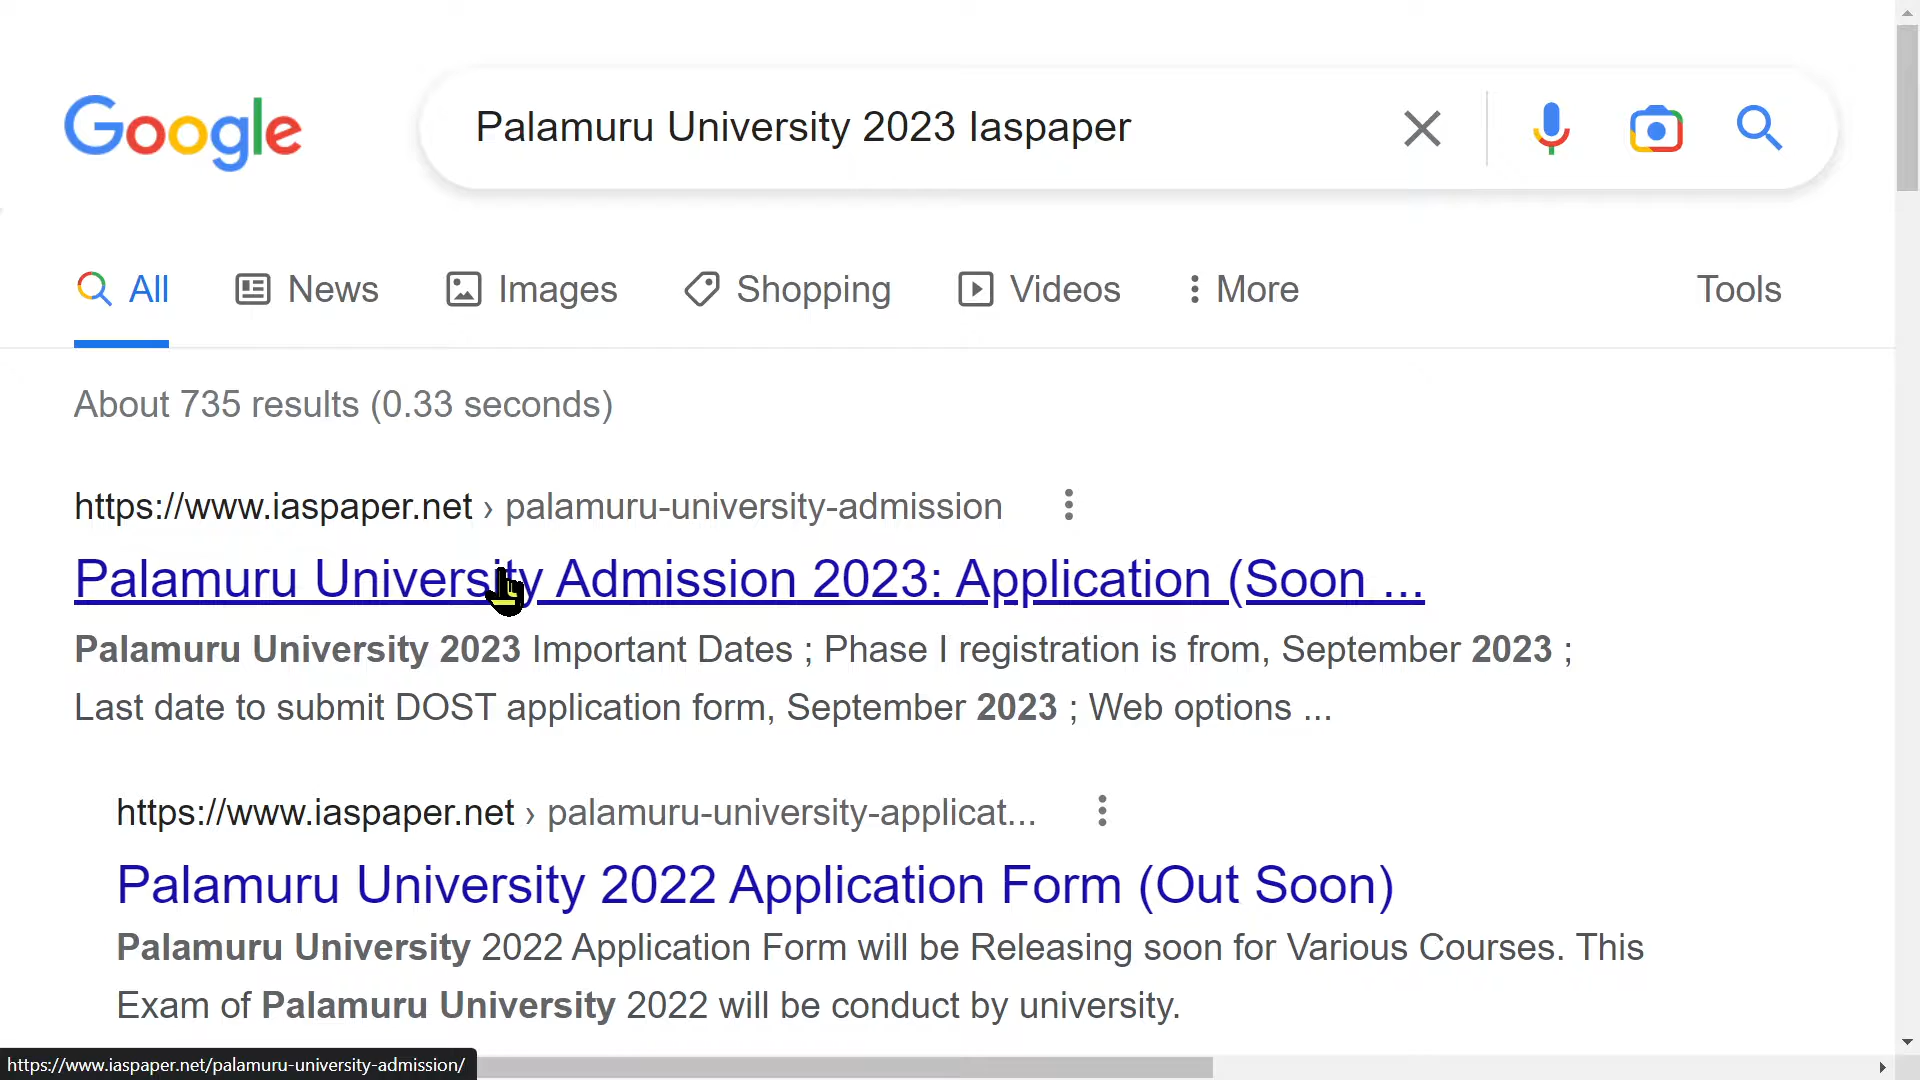 Google
Palamuru University 2023 Iaspaper
All News Images Shopping Videos More Tools
About 735 results (0.33 seconds)
https://www.iaspaper.net › palamuru-university-admission
Palamuru University Admission 2023: Application (Soon ...
Palamuru University 2023 Important Dates ; Phase I registration is from, September 2023 ;
Last date to submit DOST application form, September 2023 ; Web options ...
https://www.iaspaper.net › palamuru-university-applicat...
Palamuru University 2022 Application Form (Out Soon)
Palamuru University 2022 Application Form will be Releasing soon for Various Courses. This
Exam of Palamuru University 2022 will be conduct by university.
https://www.iaspaper.net/palamuru-university-admission/